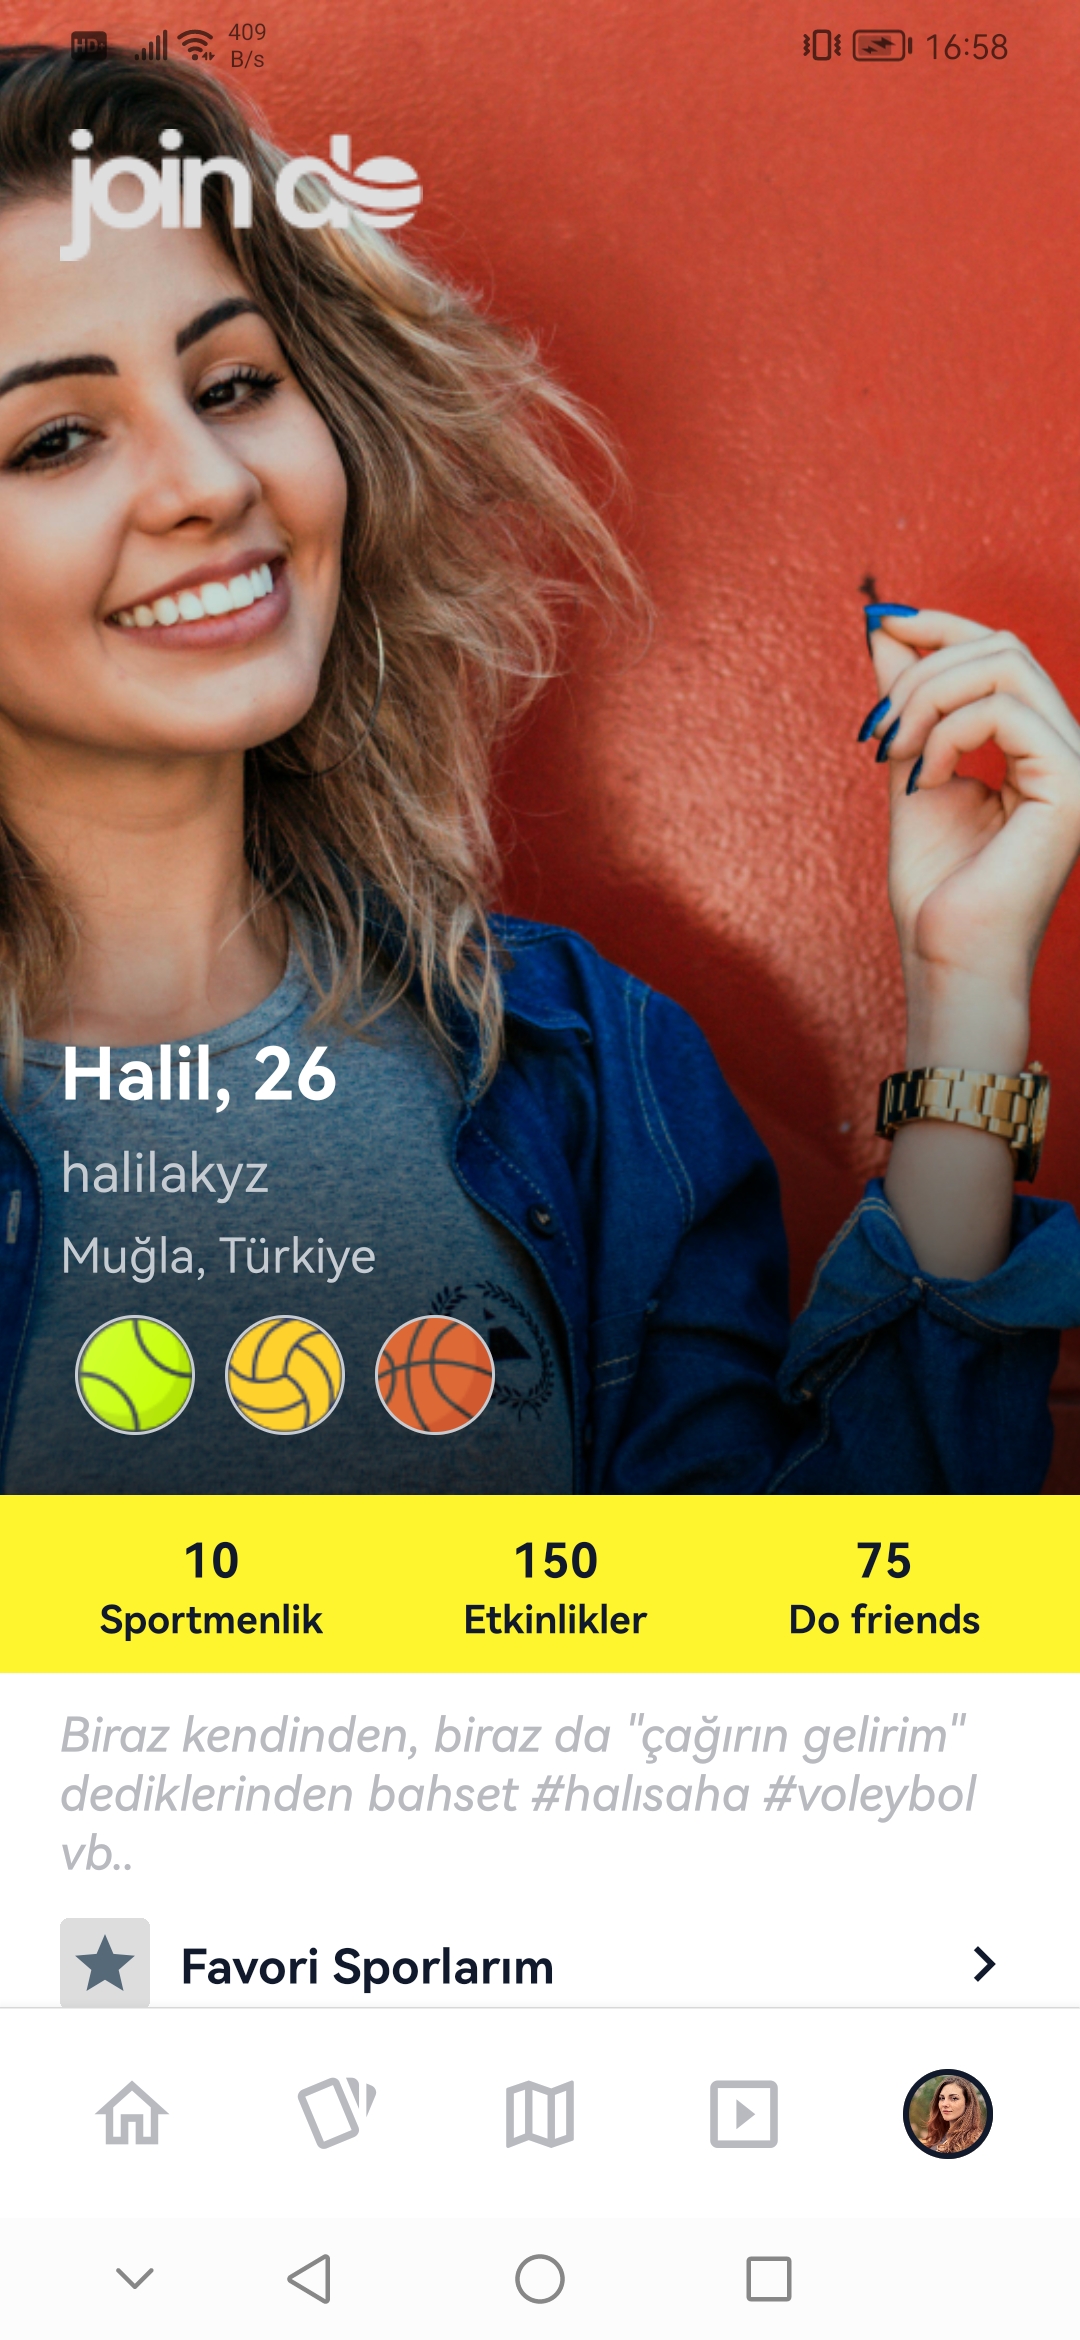 HD+
409
B/s
16:58
join do
Halil, 26
halilakyz
Muğla, Türkiye
10
Sportmenlik
150
Etkinlikler
75
Do friends
Biraz kendinden, biraz da "çağırın gelirim"
dediklerinden bahset #halısaha #voleybol
vb..
Favori Sporlarım